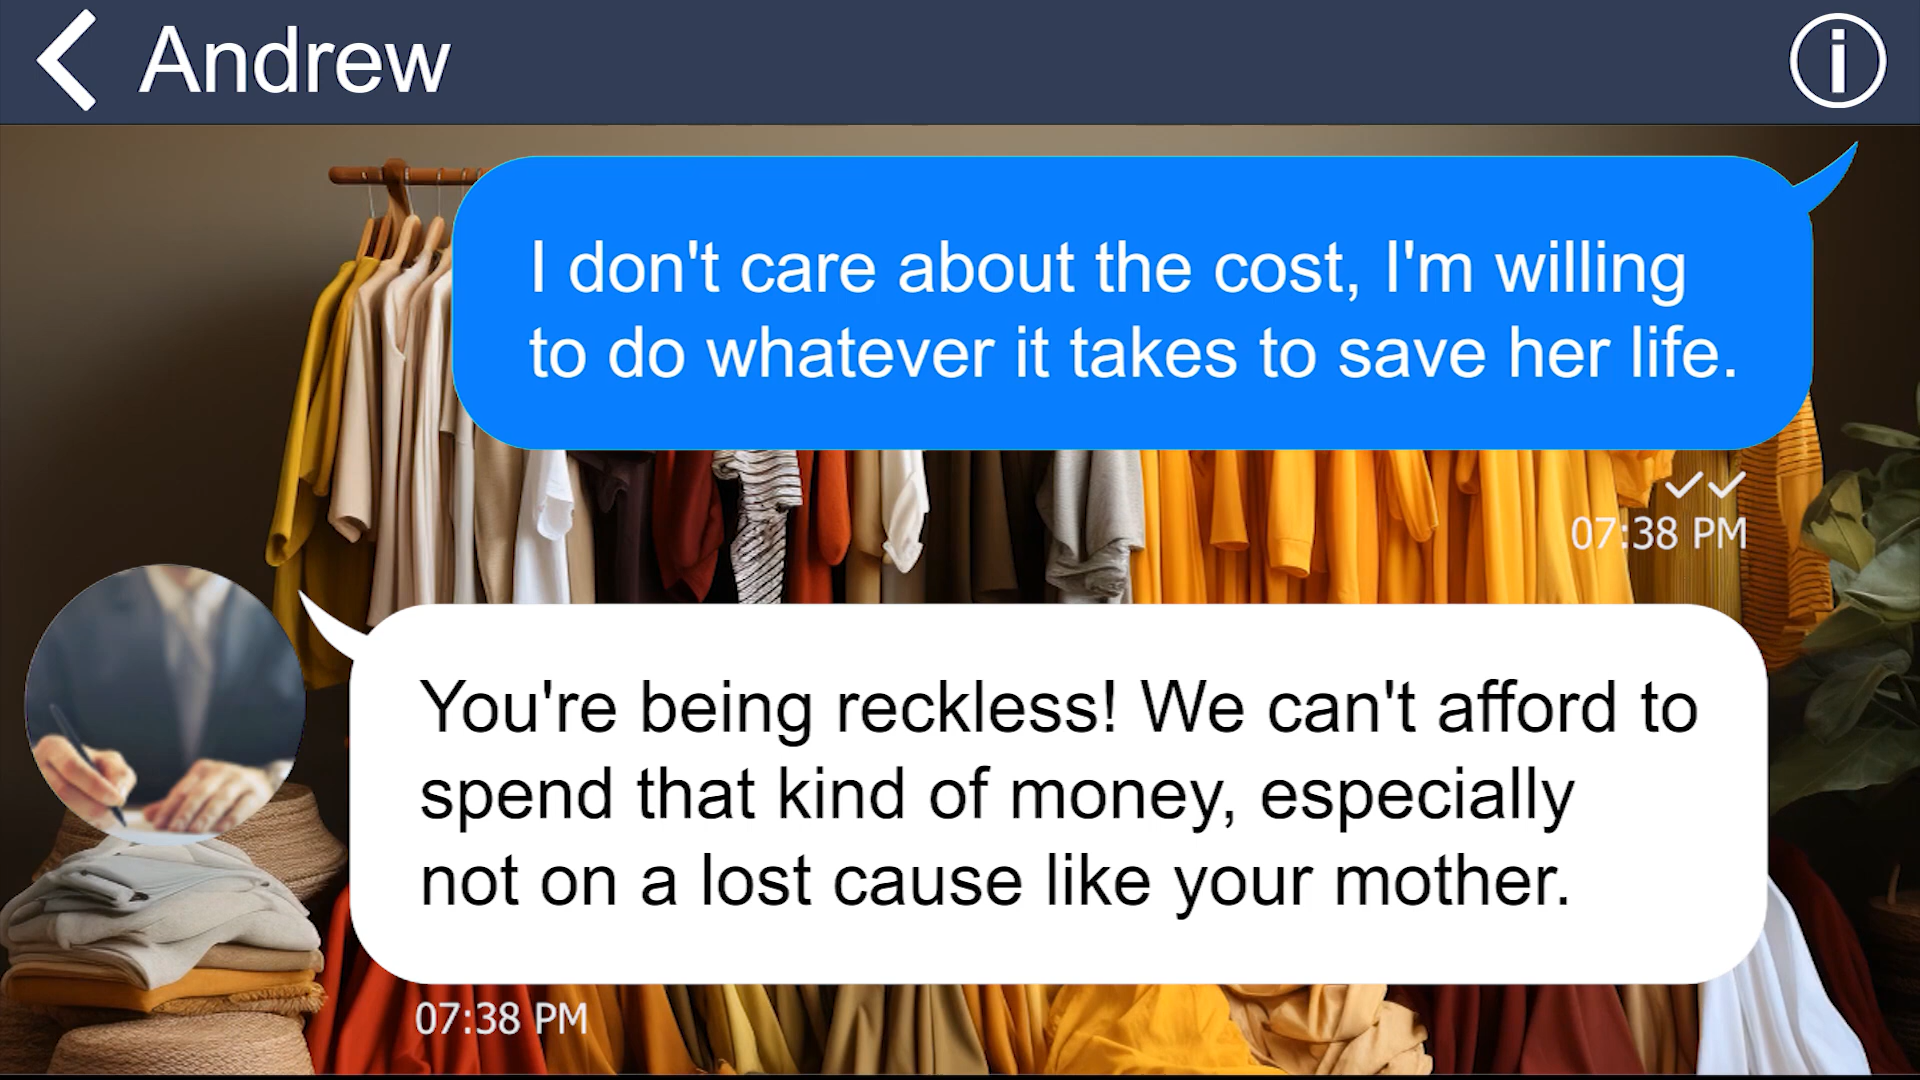 Andrew
I don't care about the cost, I'm willing
to do whatever it takes to save her life.
07:38 PM
You're being reckless! We can't afford to
spend that kind of money, especially
not on a lost cause like your mother.
07:38 PM